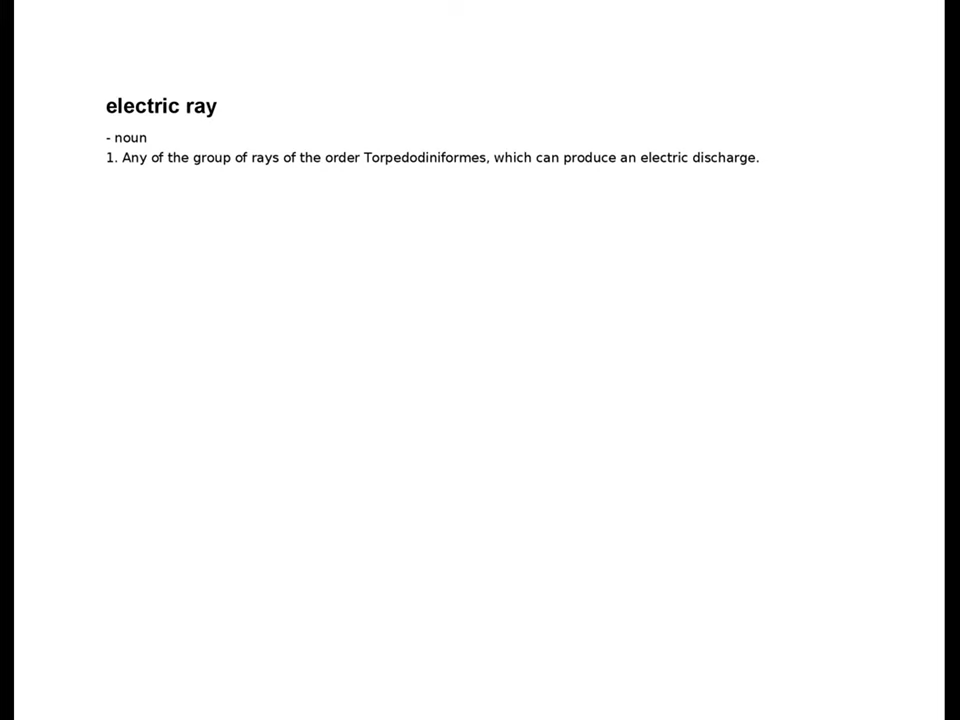 electric ray
- noun
1. Any of the group of rays of the order Torpedodiniformes, which can produce an electric discharge.